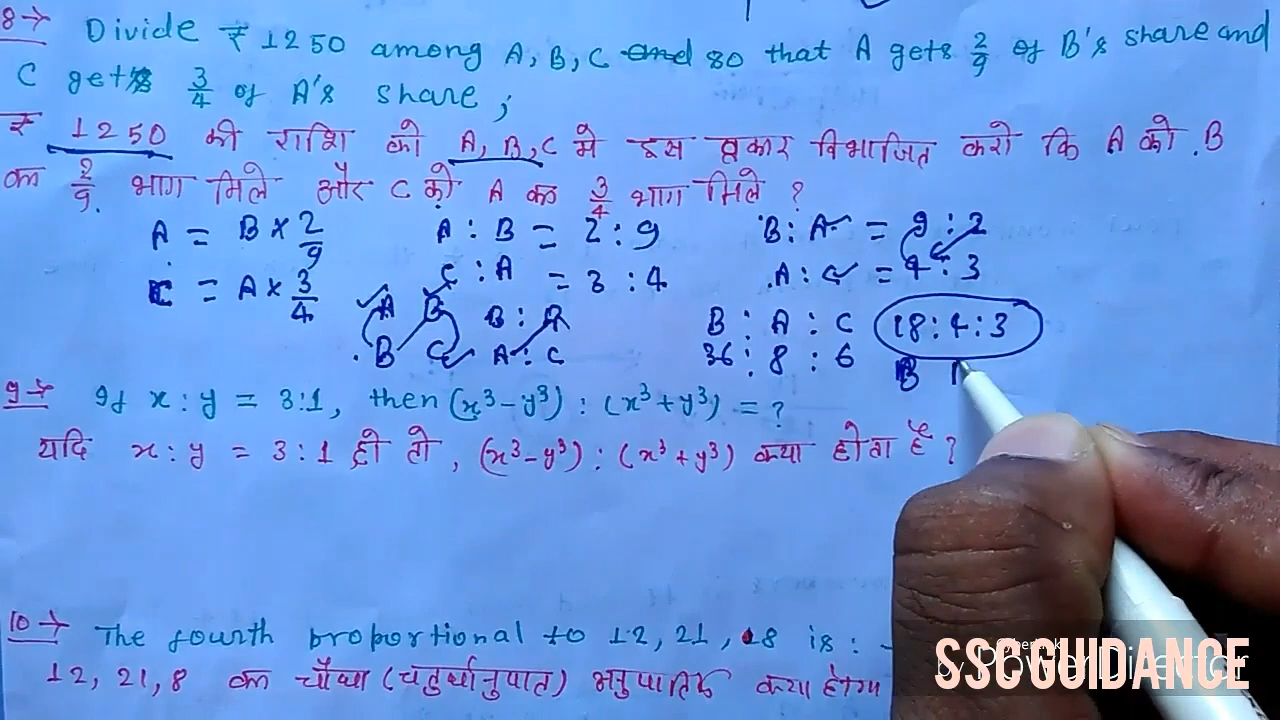 8→ Divide ₹ 1250 among A, B, C so that A gets 2/9 of B's share and
C gets 3/4 of A's share;
₹ 1250 की राशि को A, B, C मे इस प्रकार विभाजित करो कि A को B
का 2/9 भाग मिले और C को A का 3/4 भाग मिले ?
A = B × 2/9 A : B = 2 : 9 B : A = 9 : 2
C = A × 3/4 C : A = 3 : 4 A : C = 4 : 3
A B B : A B : A : C 18 : 4 : 3
B C A : C 36 : 8 : 6 B
9→ If x : y = 3:1, then (x³-y³) : (x³+y³) = ?
यदि x : y = 3:1 हो तो, (x³-y³) : (x³+y³) क्या होगा है ?
10→ The fourth proportional to 12, 21, 8 is : -
12, 21, 8 का चौथा (चतुर्थानुपात) अनुपातिक क्या होगा
SSC GUIDANCE